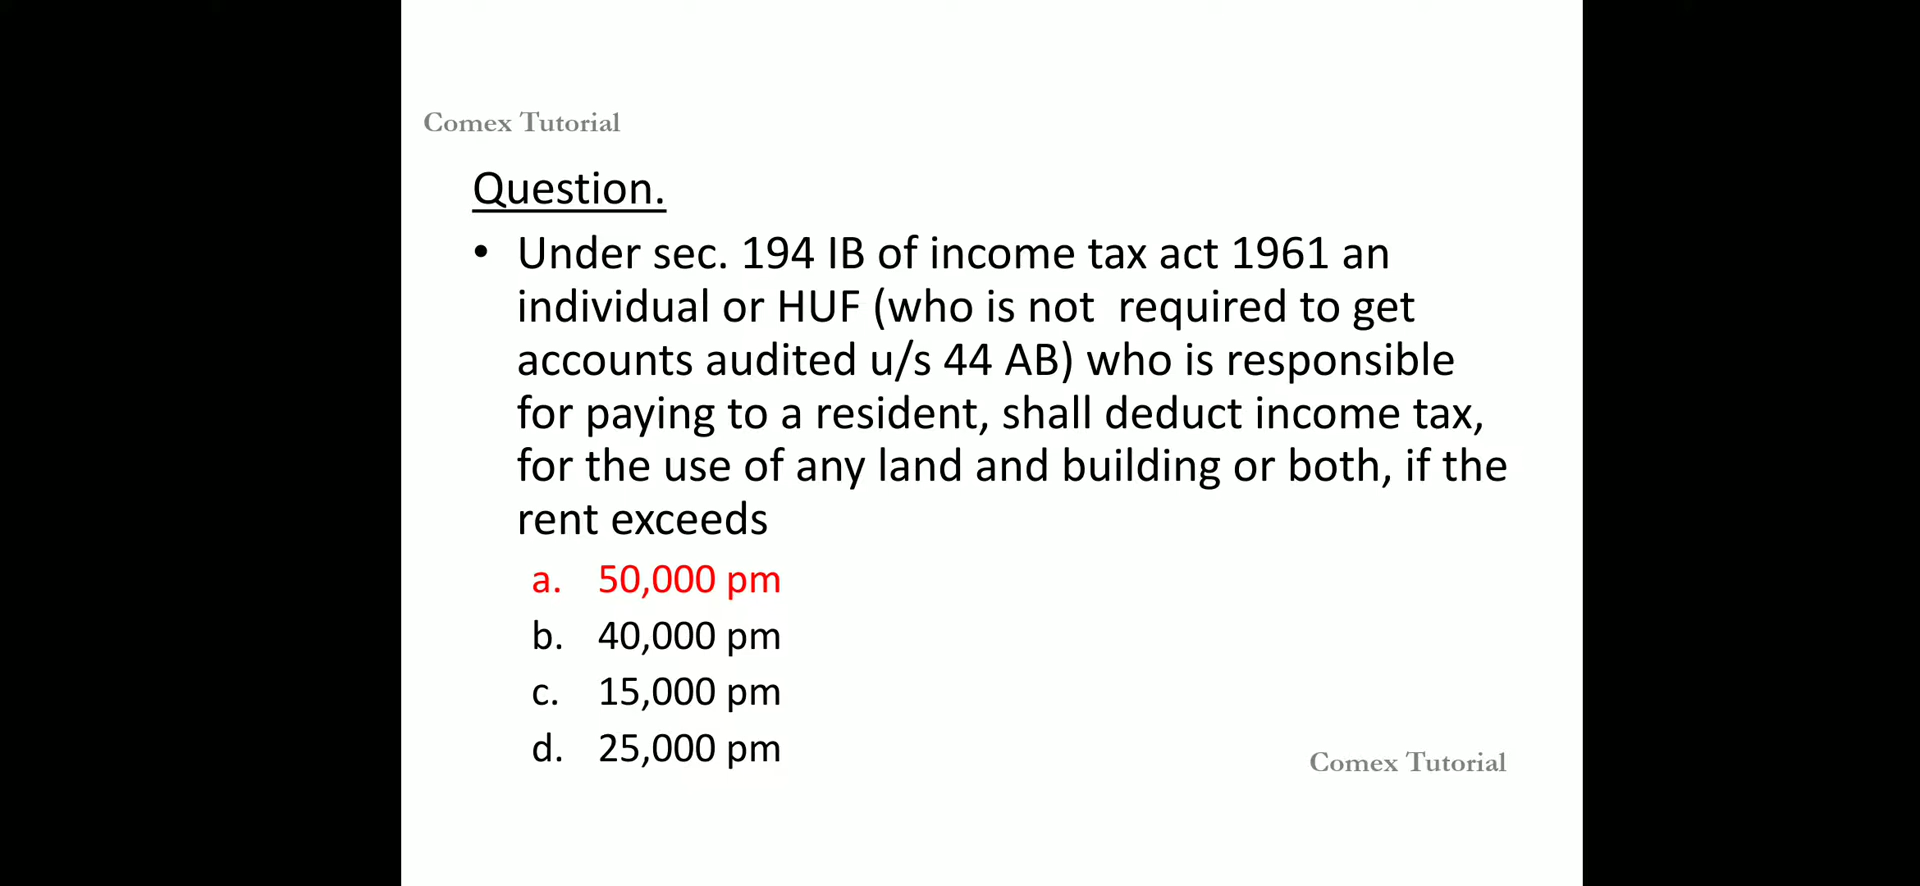 Comex Tutorial
Question.
• Under sec. 194 IB of income tax act 1961 an
individual or HUF (who is not required to get
accounts audited u/s 44 AB) who is responsible
for paying to a resident, shall deduct income tax,
for the use of any land and building or both, if the
rent exceeds
a. 50,000 pm
b. 40,000 pm
c. 15,000 pm
d. 25,000 pm
Comex Tutorial